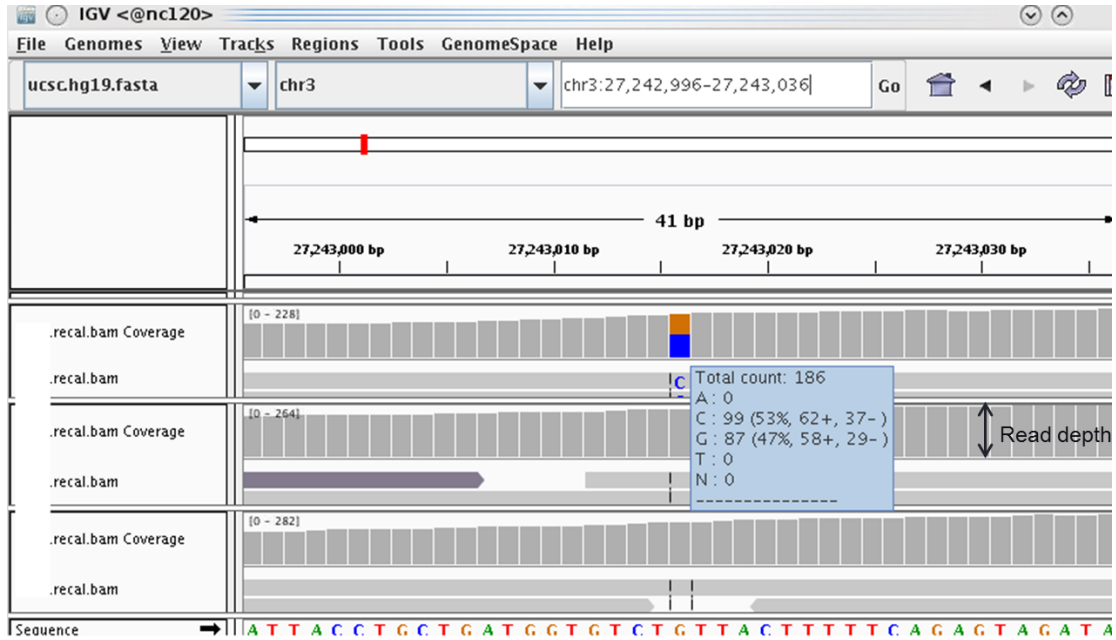 IGV <@nc120>
File Genomes View Tracks Regions Tools GenomeSpace Help
ucsc.hg19.fasta chr3 chr3:27,242,996-27,243,036 Go
41 bp
27,243,000 bp 27,243,010 bp 27,243,020 bp 27,243,030 bp
[0 - 228]
.recal.bam Coverage
.recal.bam
C
Total count: 186
A : 0
C : 99 (53%, 62+, 37- )
G : 87 (47%, 58+, 29- )
T : 0
N : 0
---------------
[0 - 264]
.recal.bam Coverage
Read depth
.recal.bam
[0 - 282]
.recal.bam Coverage
.recal.bam
Sequence A T T A C C T G C T G A T G G T G T C T G T T A C T T T T T C A G A G T A G A T A